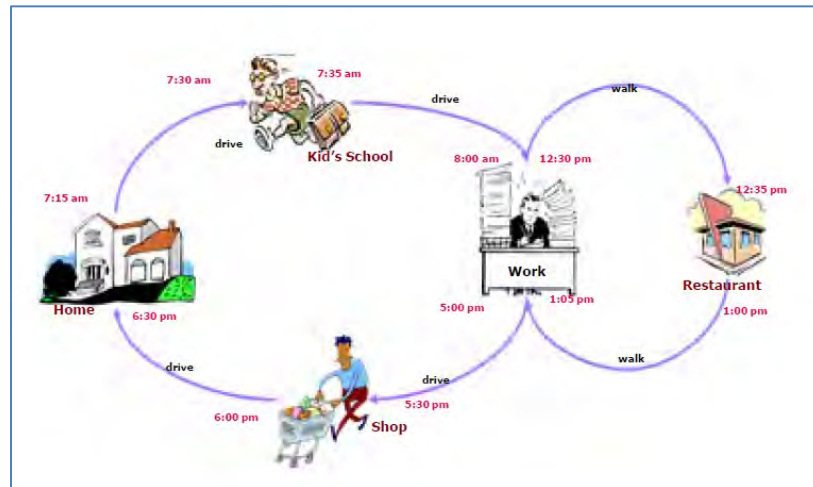 7:30 am
7:35 am
drive
walk
drive
Kid's School
8:00 am
12:30 pm
7:15 am
12:35 pm
Work
Restaurant
Home
6:30 pm
5:00 pm
1:05 pm
1:00 pm
walk
drive
drive
6:00 pm
5:30 pm
Shop